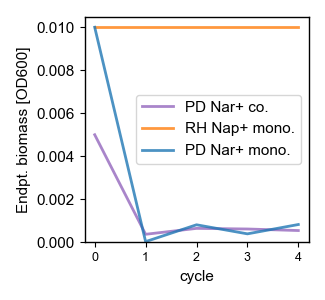 Endpt. biomass [OD600]
0.010
0.008
0.006
0.004
0.002
0.000
PD Nar+ co.
RH Nap+ mono.
PD Nar+ mono.
0 1 2 3 4
cycle